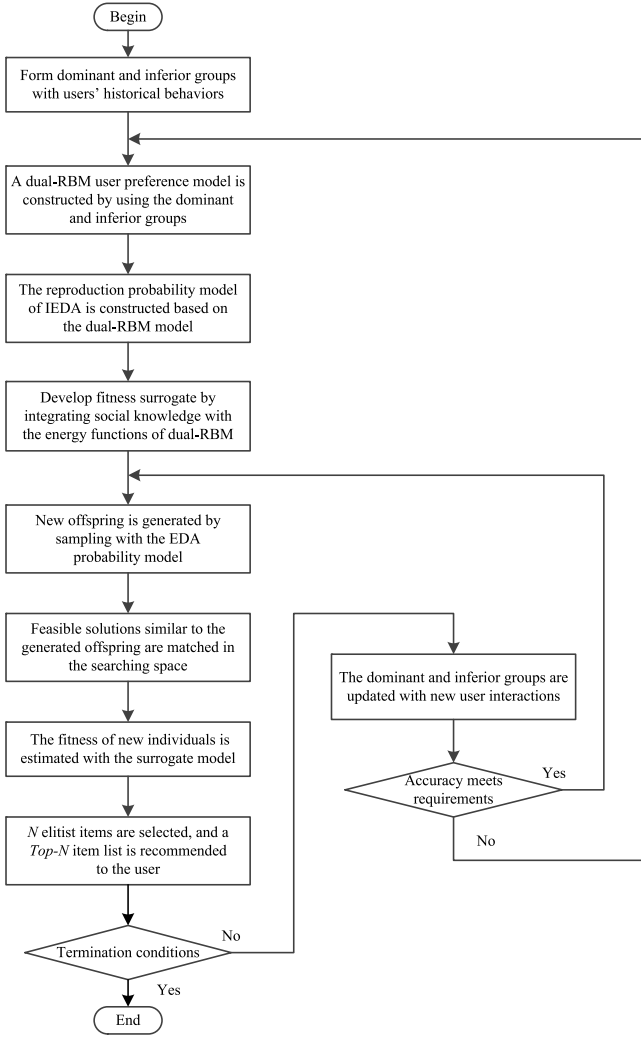 Begin
Form dominant and inferior groups
with users' historical behaviors
A dual-RBM user preference model is
constructed by using the dominant
and inferior groups
The reproduction probability model
of IEDA is constructed based on
the dual-RBM model
Develop fitness surrogate by
integrating social knowledge with
the energy functions of dual-RBM
New offspring is generated by
sampling with the EDA
probability model
Feasible solutions similar to the
generated offspring are matched in
the searching space
The fitness of new individuals is
estimated with the surrogate model
N elitist items are selected, and a
Top-N item list is recommended
to the user
Termination conditions
No
Yes
End
The dominant and inferior groups are
updated with new user interactions
Accuracy meets
requirements
Yes
No